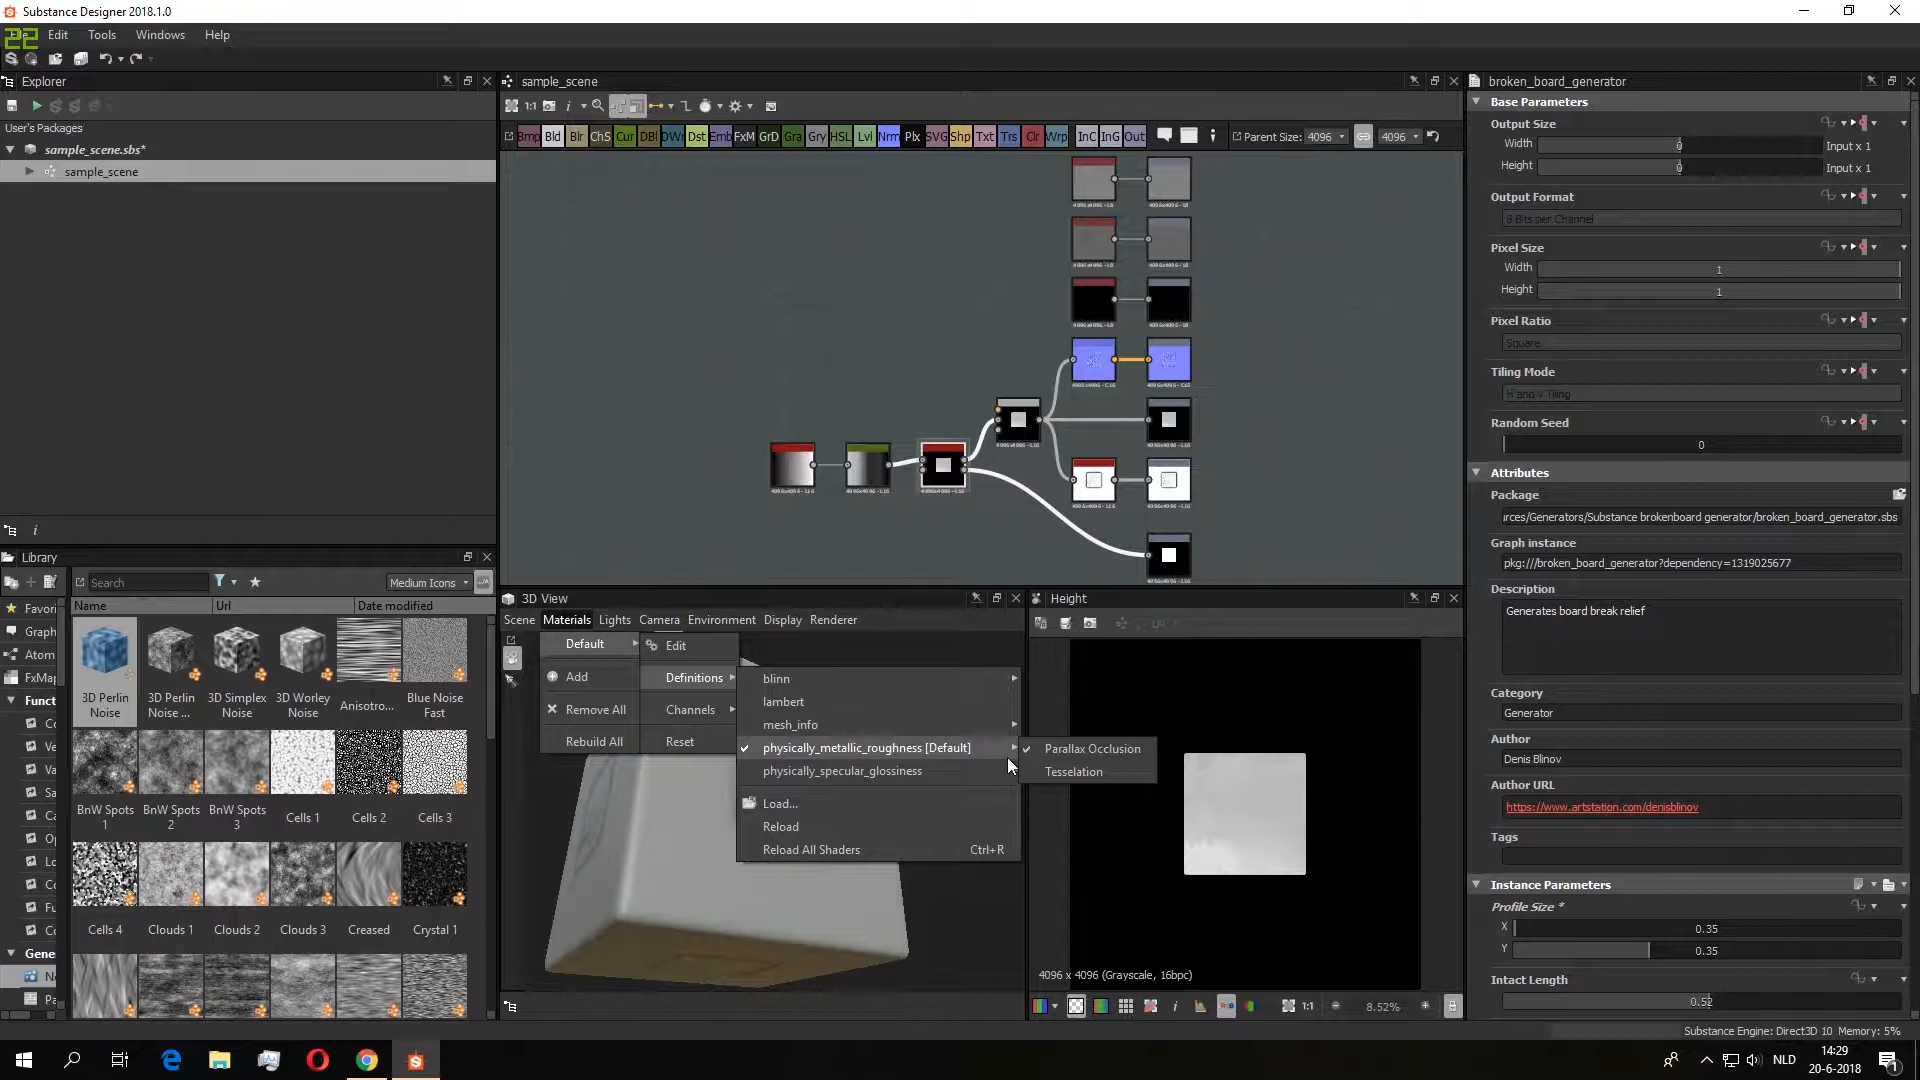 Substance Designer 2018.1.0
22
Edit Tools Windows Help
Explorer
User's Packages
sample_scene.sbs*
sample_scene
sample_scene
1:1
Bmp Bld Blr ChS Cur DBl DWr Dst Emb FxM GrD Gra Gry HSL Lvl Nrm Plx SVG Shp Txt Trs Clr Wrp InC InG Out
Parent Size: 4096 4096
Library
Search
Medium Icons
Name Url Date modified
Favori
Graph
Atom
FxMap
Funct
Gene
3D Perlin Noise
3D Perlin Noise ...
3D Simplex Noise
3D Worley Noise
Anisotro...
Blue Noise Fast
BnW Spots 1
BnW Spots 2
BnW Spots 3
Cells 1
Cells 2
Cells 3
Cells 4
Clouds 1
Clouds 2
Clouds 3
Creased
Crystal 1
3D View
Scene Materials Lights Camera Environment Display Renderer
Default
Add
Remove All
Rebuild All
Edit
Definitions
Channels
Reset
blinn
lambert
mesh_info
physically_metallic_roughness [Default]
physically_specular_glossiness
Load...
Reload
Reload All Shaders Ctrl+R
Parallax Occlusion
Tesselation
Height
4096 x 4096 (Grayscale, 16bpc)
1:1
8.52%
broken_board_generator
Base Parameters
Output Size
Width 0 Input x 1
Height 0 Input x 1
Output Format
8 Bits per Channel
Pixel Size
Width 1
Height 1
Pixel Ratio
Square
Tiling Mode
H and V Tiling
Random Seed
0
Attributes
Package
ırces/Generators/Substance brokenboard generator/broken_board_generator.sbs
Graph instance
pkg:///broken_board_generator?dependency=1319025677
Description
Generates board break relief
Category
Generator
Author
Denis Blinov
Author URL
https://www.artstation.com/denisblinov
Tags
Instance Parameters
Profile Size *
X 0.35
Y 0.35
Intact Length
0.52
Substance Engine: Direct3D 10 Memory: 5%
NLD
14:29
20-6-2018
1